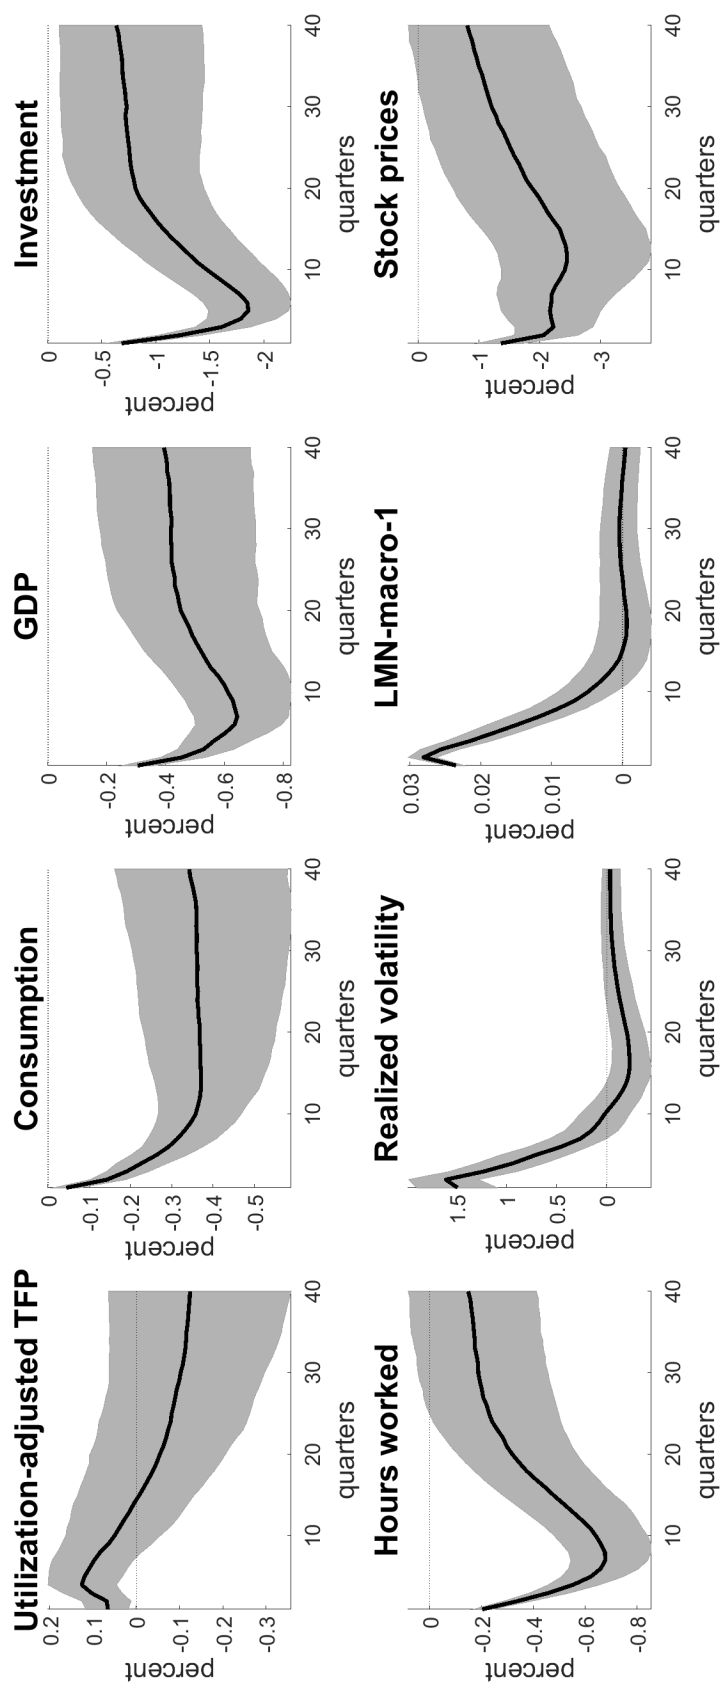 Utilization-adjusted TFP
percent
0.2
0.1
0
-0.1
-0.2
-0.3
10
20
30
40
quarters
Consumption
percent
0
-0.1
-0.2
-0.3
-0.4
-0.5
10
20
30
40
quarters
GDP
percent
0
-0.2
-0.4
-0.6
-0.8
10
20
30
40
quarters
Investment
percent
0
-0.5
-1
-1.5
-2
10
20
30
40
quarters
Hours worked
percent
0
-0.2
-0.4
-0.6
-0.8
10
20
30
40
quarters
Realized volatility
percent
1.5
1
0.5
0
10
20
30
40
quarters
LMN-macro-1
percent
0.03
0.02
0.01
0
10
20
30
40
quarters
Stock prices
percent
0
-1
-2
-3
10
20
30
40
quarters